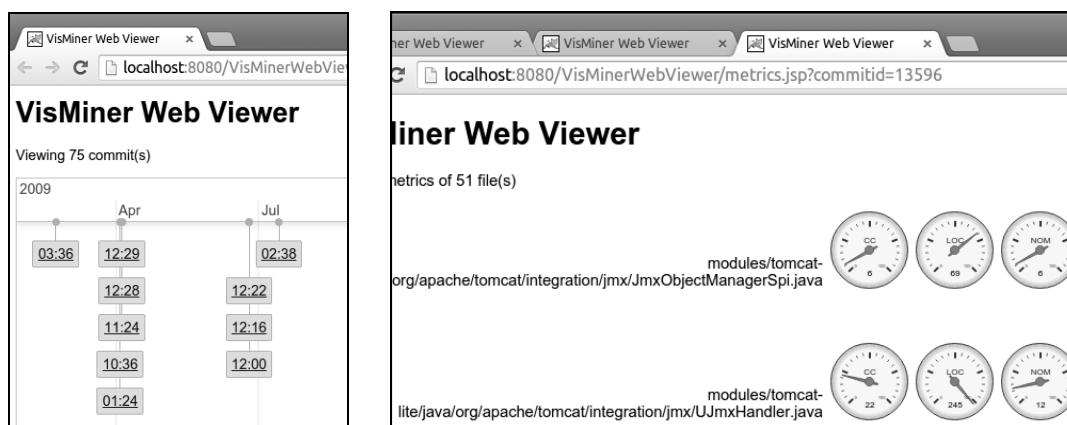 VisMiner Web Viewer ×
localhost:8080/VisMinerWebView
VisMiner Web Viewer
Viewing 75 commit(s)
2009
Apr Jul
03:36 12:29 02:38
12:28 12:22
11:24 12:16
10:36 12:00
01:24
ner Web Viewer × VisMiner Web Viewer × VisMiner Web Viewer ×
localhost:8080/VisMinerWebViewer/metrics.jsp?commitid=13596
liner Web Viewer
netrics of 51 file(s)
CC LOC NOM
6 69 6
modules/tomcat-
org/apache/tomcat/integration/jmx/JmxObjectManagerSpi.java
CC LOC NOM
22 245 12
modules/tomcat-
lite/java/org/apache/tomcat/integration/jmx/UJmxHandler.java